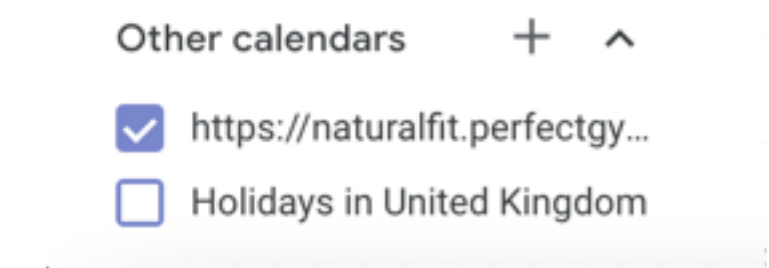 Other calendars
https://naturalfit.perfectgy...
Holidays in United Kingdom